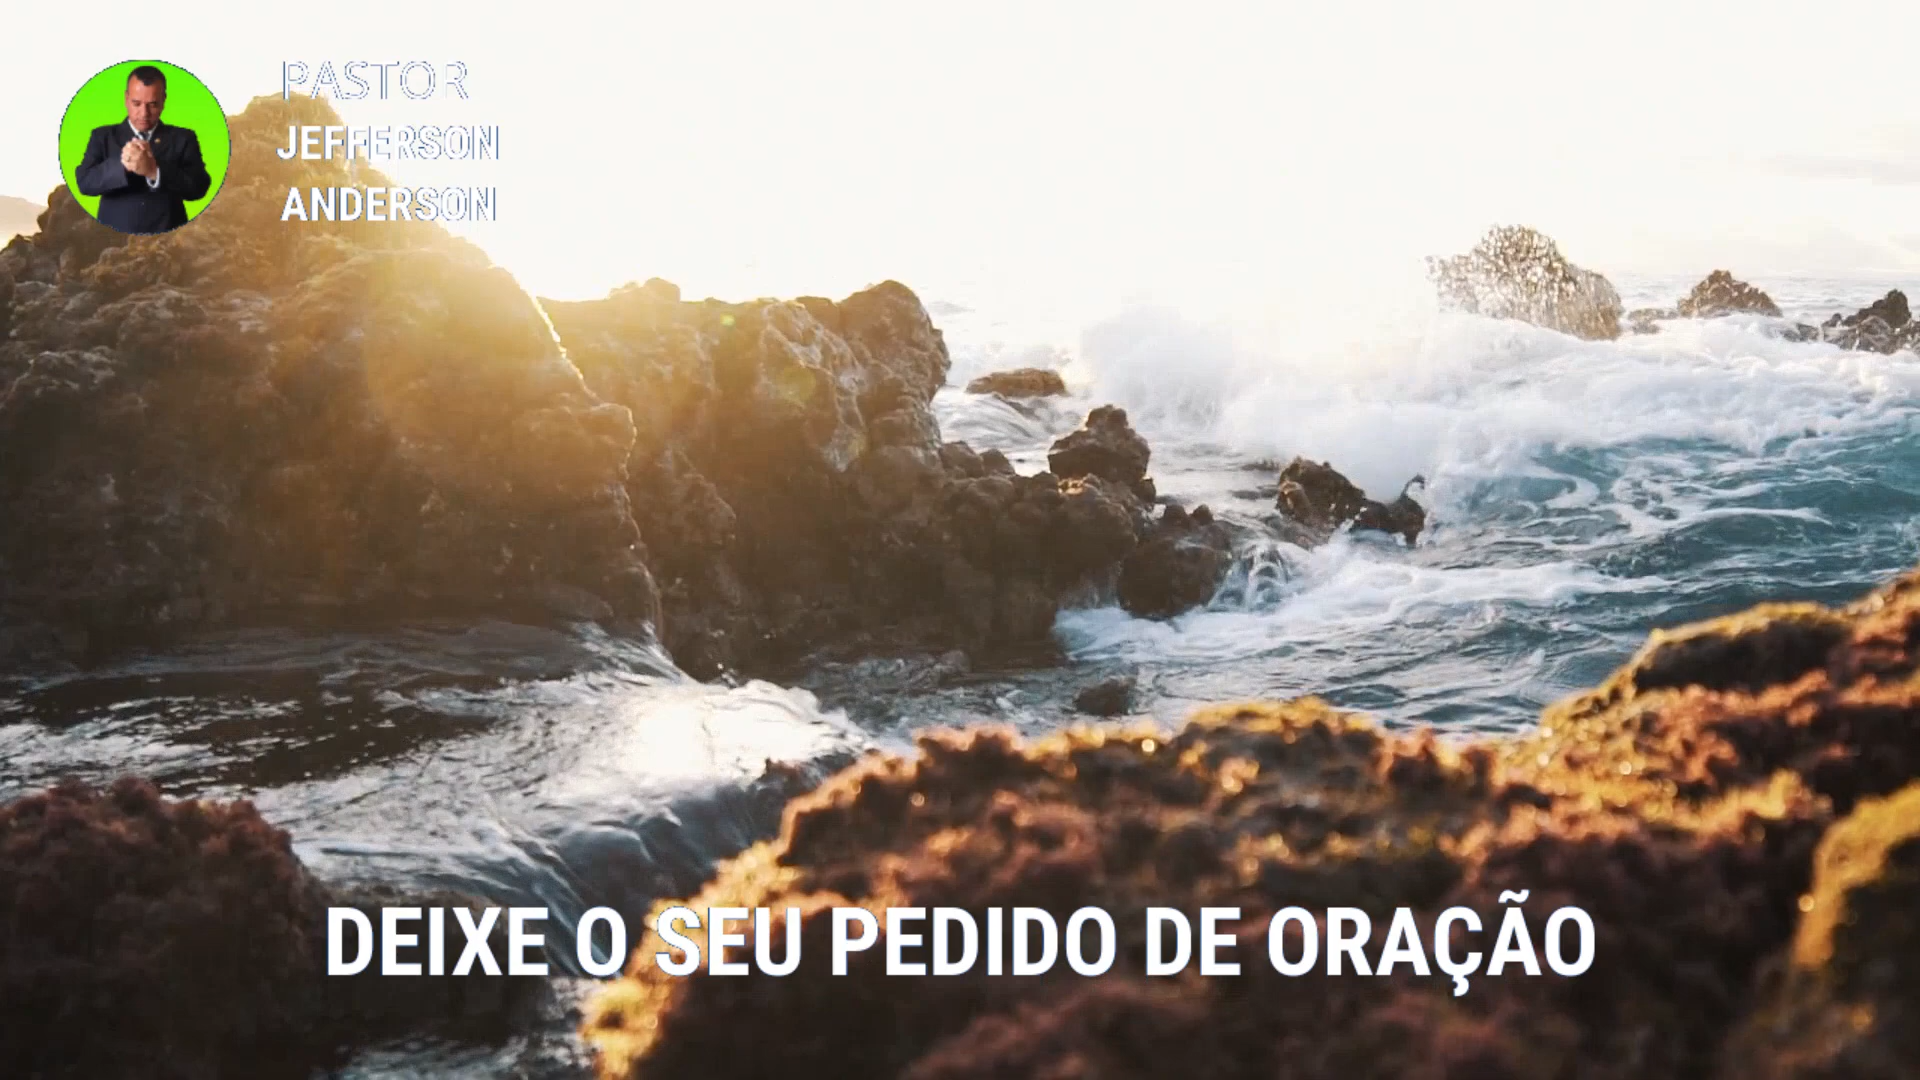 PASTOR
JEFFERSON
ANDERSON
DEIXE O SEU PEDIDO DE ORAÇÃO